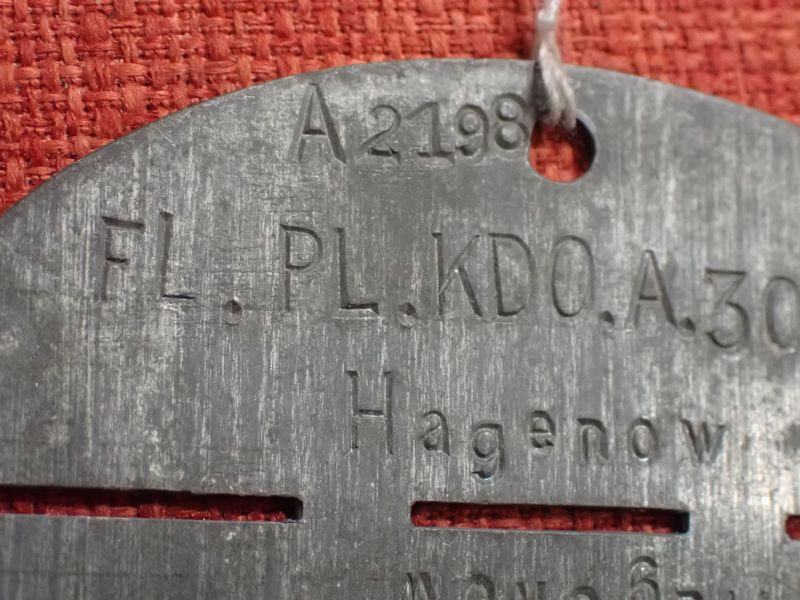 A 2198
FL. PL. KDO. A. 30
Hagenow